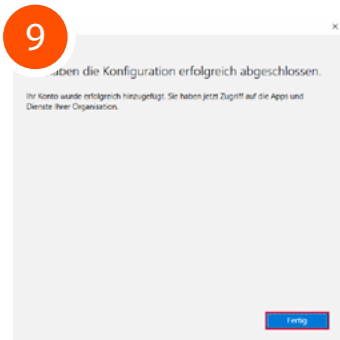 9
aben die Konfiguration erfolgreich abgeschlossen.
Ihr Konto wurde erfolgreich hinzugefügt. Sie haben jetzt Zugriff auf die Apps und
Dienste Ihrer Organisation.
Fertig